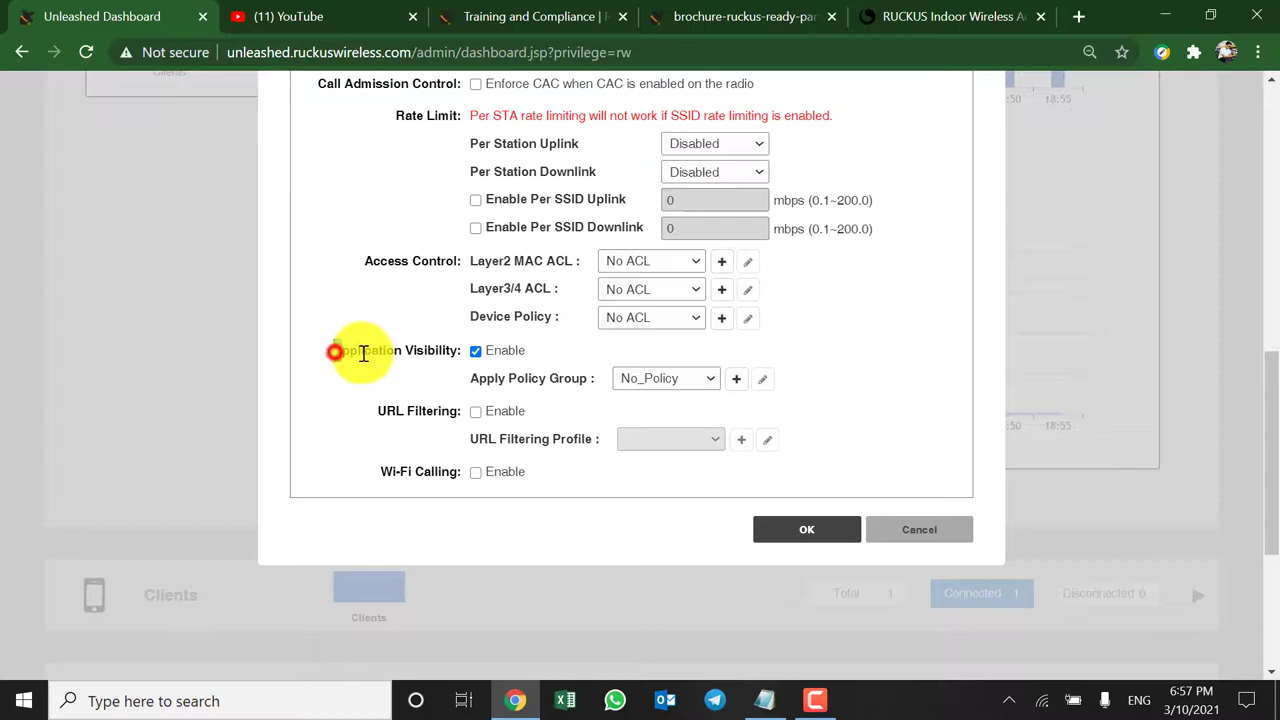 Unleashed Dashboard
(11) YouTube
Training and Compliance | R
brochure-ruckus-ready-par
RUCKUS Indoor Wireless A
Not secure
unleashed.ruckuswireless.com/admin/dashboard.jsp?privilege=rw
Clients
:50 18:55
Call Admission Control: Enforce CAC when CAC is enabled on the radio
Rate Limit: Per STA rate limiting will not work if SSID rate limiting is enabled.
Per Station Uplink Disabled
Per Station Downlink Disabled
Enable Per SSID Uplink 0 mbps (0.1~200.0)
Enable Per SSID Downlink 0 mbps (0.1~200.0)
Access Control: Layer2 MAC ACL : No ACL
Layer3/4 ACL : No ACL
Device Policy : No ACL
Application Visibility: Enable
Apply Policy Group : No_Policy
URL Filtering: Enable
:50 18:55
URL Filtering Profile :
Wi-Fi Calling: Enable
OK Cancel
Clients
Clients
Total 1 Connected 1 Disconnected 0
Type here to search
ENG
6:57 PM
3/10/2021